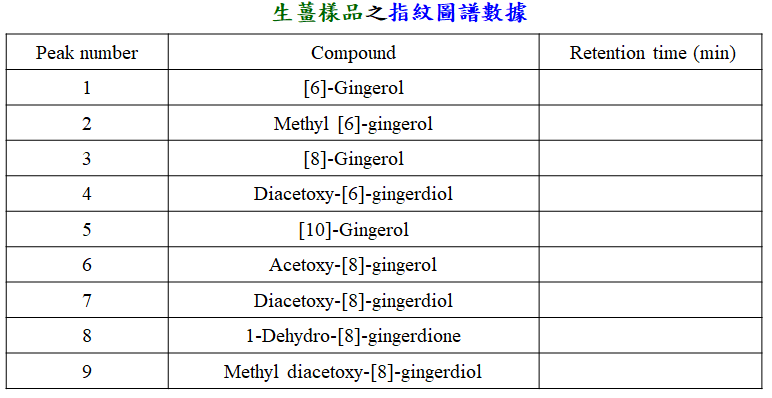 生薑樣品之指紋圖譜數據
Peak number Compound Retention time (min)
1 [6]-Gingerol
2 Methyl [6]-gingerol
3 [8]-Gingerol
4 Diacetoxy-[6]-gingerdiol
5 [10]-Gingerol
6 Acetoxy-[8]-gingerol
7 Diacetoxy-[8]-gingerdiol
8 1-Dehydro-[8]-gingerdione
9 Methyl diacetoxy-[8]-gingerdiol